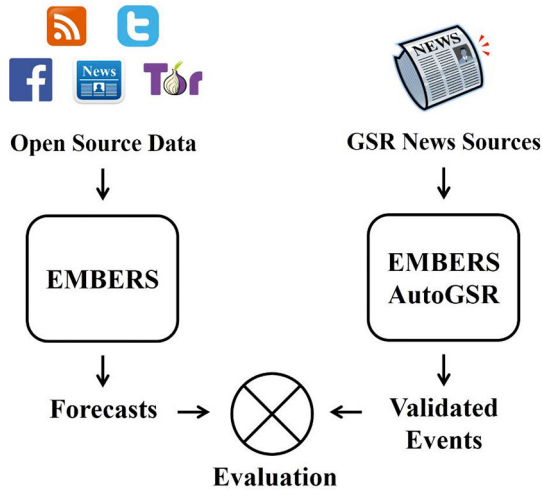 News
Tor
NEWS
Open Source Data
GSR News Sources
EMBERS
EMBERS
AutoGSR
Forecasts
Validated
Events
Evaluation